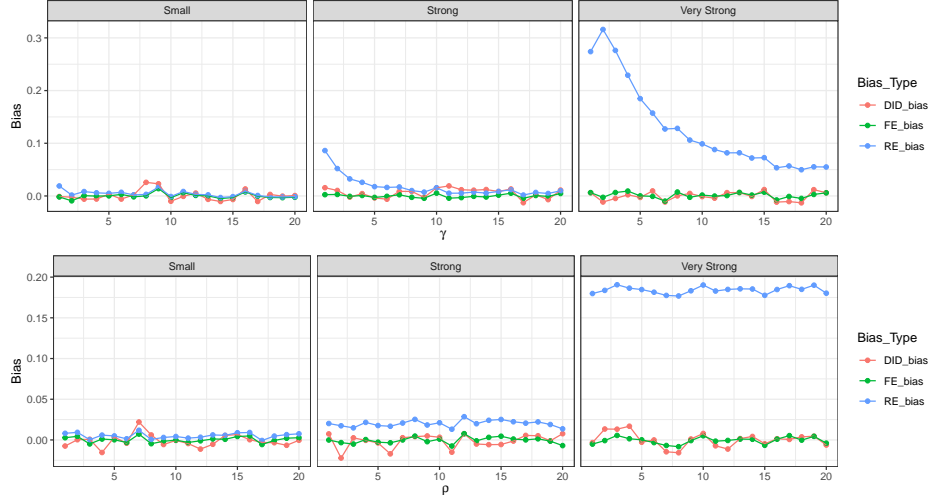 Small Strong Very Strong
0.3
0.2
0.1
0.0
Bias
5 10 15 20 5 10 15 20 5 10 15 20
γ
Bias_Type
DID_bias
FE_bias
RE_bias
Small Strong Very Strong
0.20
0.15
0.10
0.05
0.00
Bias
5 10 15 20 5 10 15 20 5 10 15 20
ρ
Bias_Type
DID_bias
FE_bias
RE_bias